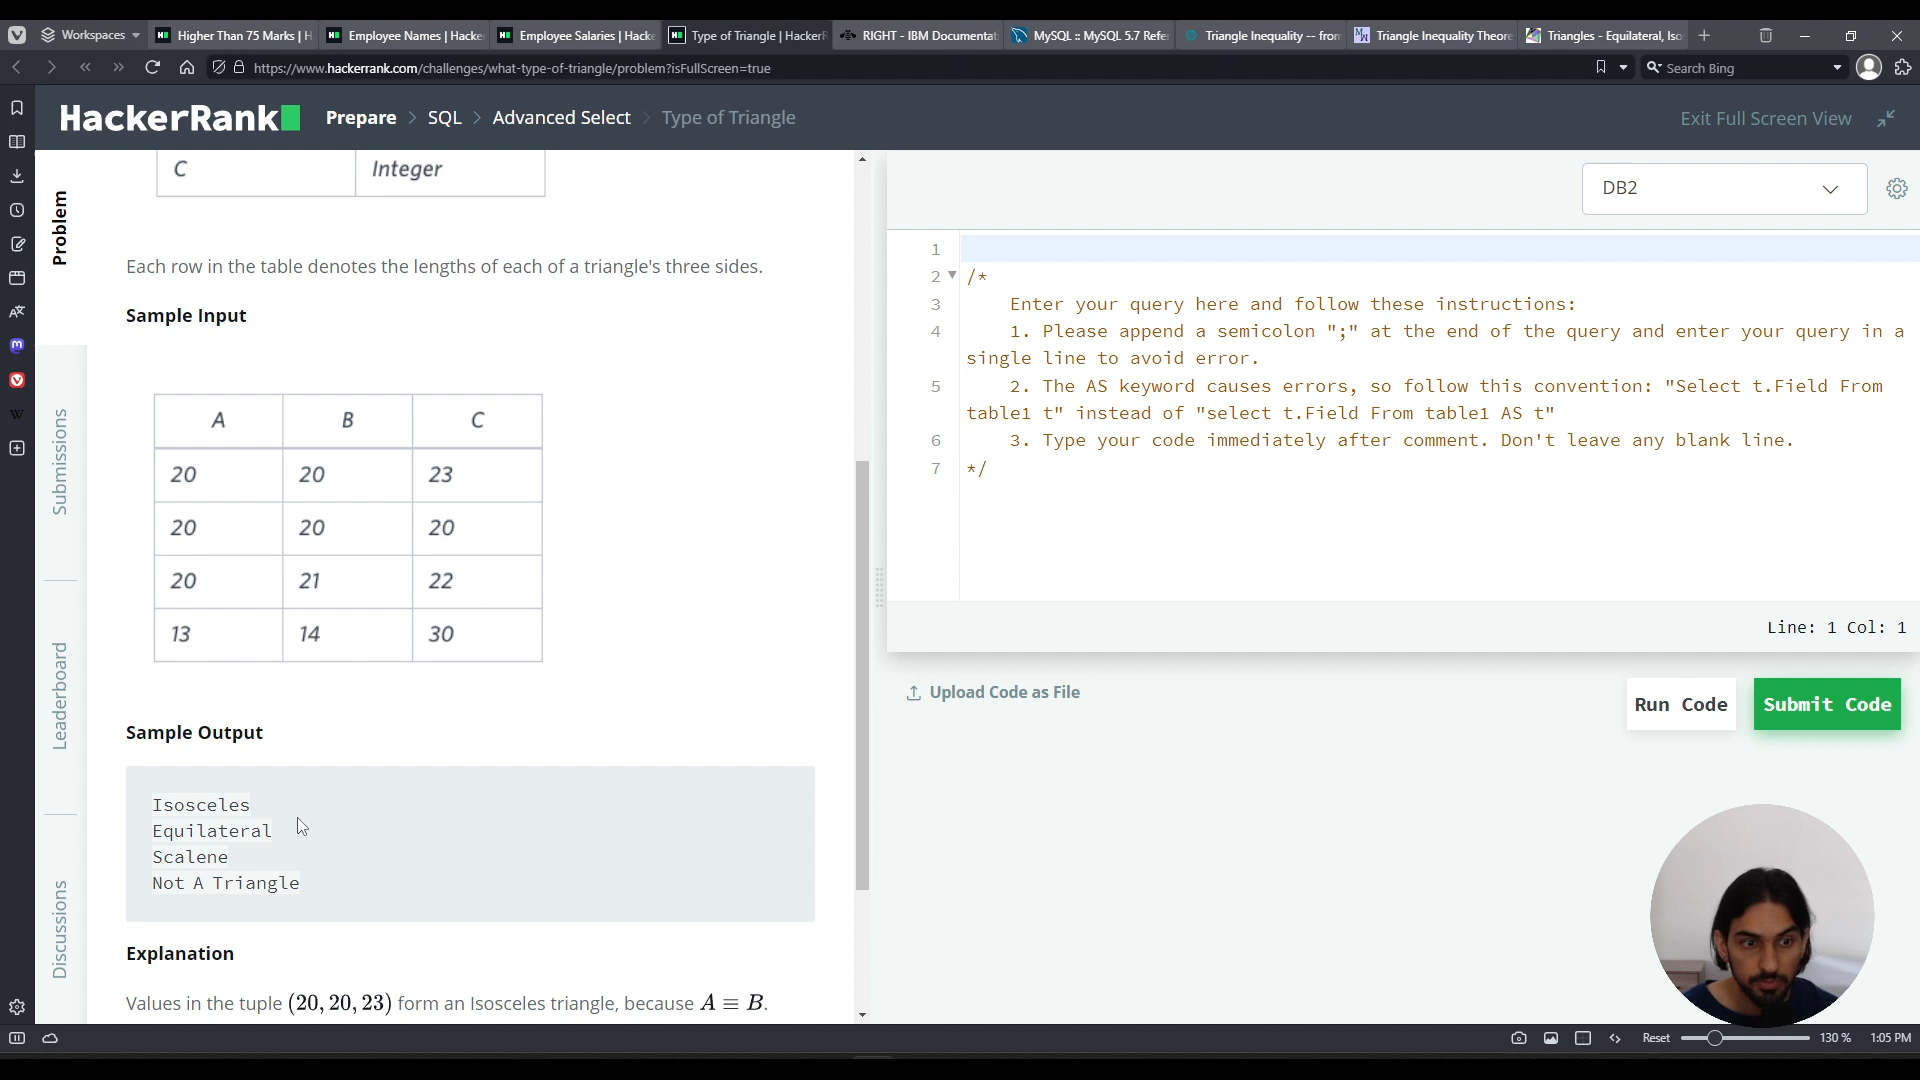 Workspaces
Higher Than 75 Marks | H
Employee Names | Hacke
Employee Salaries | Hacke
Type of Triangle | HackerR
RIGHT - IBM Documentat
MySQL :: MySQL 5.7 Refe
Triangle Inequality -- from
Triangle Inequality Theore
Triangles - Equilateral, Iso
https://www.hackerrank.com/challenges/what-type-of-triangle/problem?isFullScreen=true
Search Bing
HackerRank
Prepare > SQL > Advanced Select > Type of Triangle
Exit Full Screen View
Problem
Submissions
Leaderboard
Discussions
C Integer
Each row in the table denotes the lengths of each of a triangle's three sides.
Sample Input
A B C
20 20 23
20 20 20
20 21 22
13 14 30
Sample Output
Isosceles
Equilateral
Scalene
Not A Triangle
Explanation
Values in the tuple (20, 20, 23) form an Isosceles triangle, because A ≡ B.
DB2
1
2 /*
3 Enter your query here and follow these instructions:
4 1. Please append a semicolon ";" at the end of the query and enter your query in a
single line to avoid error.
5 2. The AS keyword causes errors, so follow this convention: "Select t.Field From
table1 t" instead of "select t.Field From table1 AS t"
6 3. Type your code immediately after comment. Don't leave any blank line.
7 */
Line: 1 Col: 1
Upload Code as File
Run Code
Submit Code
Reset
130 %
1:05 PM